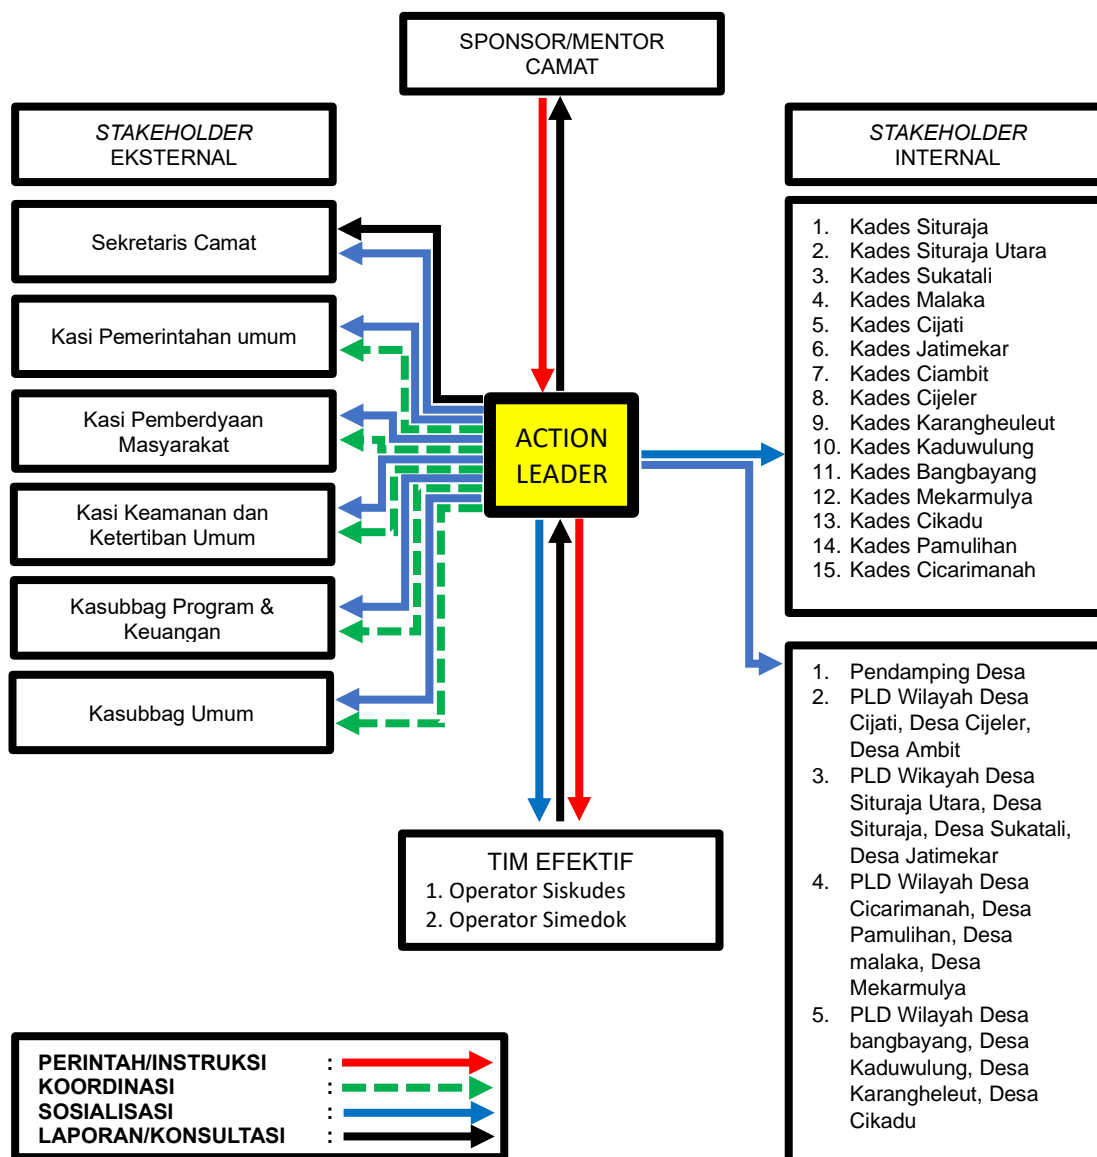 SPONSOR/MENTOR
CAMAT
STAKEHOLDER
EKSTERNAL
Sekretaris Camat
Kasi Pemerintahan umum
Kasi Pemberdyaan
Masyarakat
Kasi Keamanan dan
Ketertiban Umum
Kasubbag Program &
Keuangan
Kasubbag Umum
ACTION
LEADER
STAKEHOLDER
INTERNAL
1. Kades Situraja
2. Kades Situraja Utara
3. Kades Sukatali
4. Kades Malaka
5. Kades Cijati
6. Kades Jatimekar
7. Kades Ciambit
8. Kades Cijeler
9. Kades Karangheuleut
10. Kades Kaduwulung
11. Kades Bangbayang
12. Kades Mekarmulya
13. Kades Cikadu
14. Kades Pamulihan
15. Kades Cicarimanah
1. Pendamping Desa
2. PLD Wilayah Desa
Cijati, Desa Cijeler,
Desa Ambit
3. PLD Wikayah Desa
Situraja Utara, Desa
Situraja, Desa Sukatali,
Desa Jatimekar
4. PLD Wilayah Desa
Cicarimanah, Desa
Pamulihan, Desa
malaka, Desa
Mekarmulya
5. PLD Wilayah Desa
bangbayang, Desa
Kaduwulung, Desa
Karangheleut, Desa
Cikadu
TIM EFEKTIF
1. Operator Siskudes
2. Operator Simedok
PERINTAH/INSTRUKSI :
KOORDINASI :
SOSIALISASI :
LAPORAN/KONSULTASI :